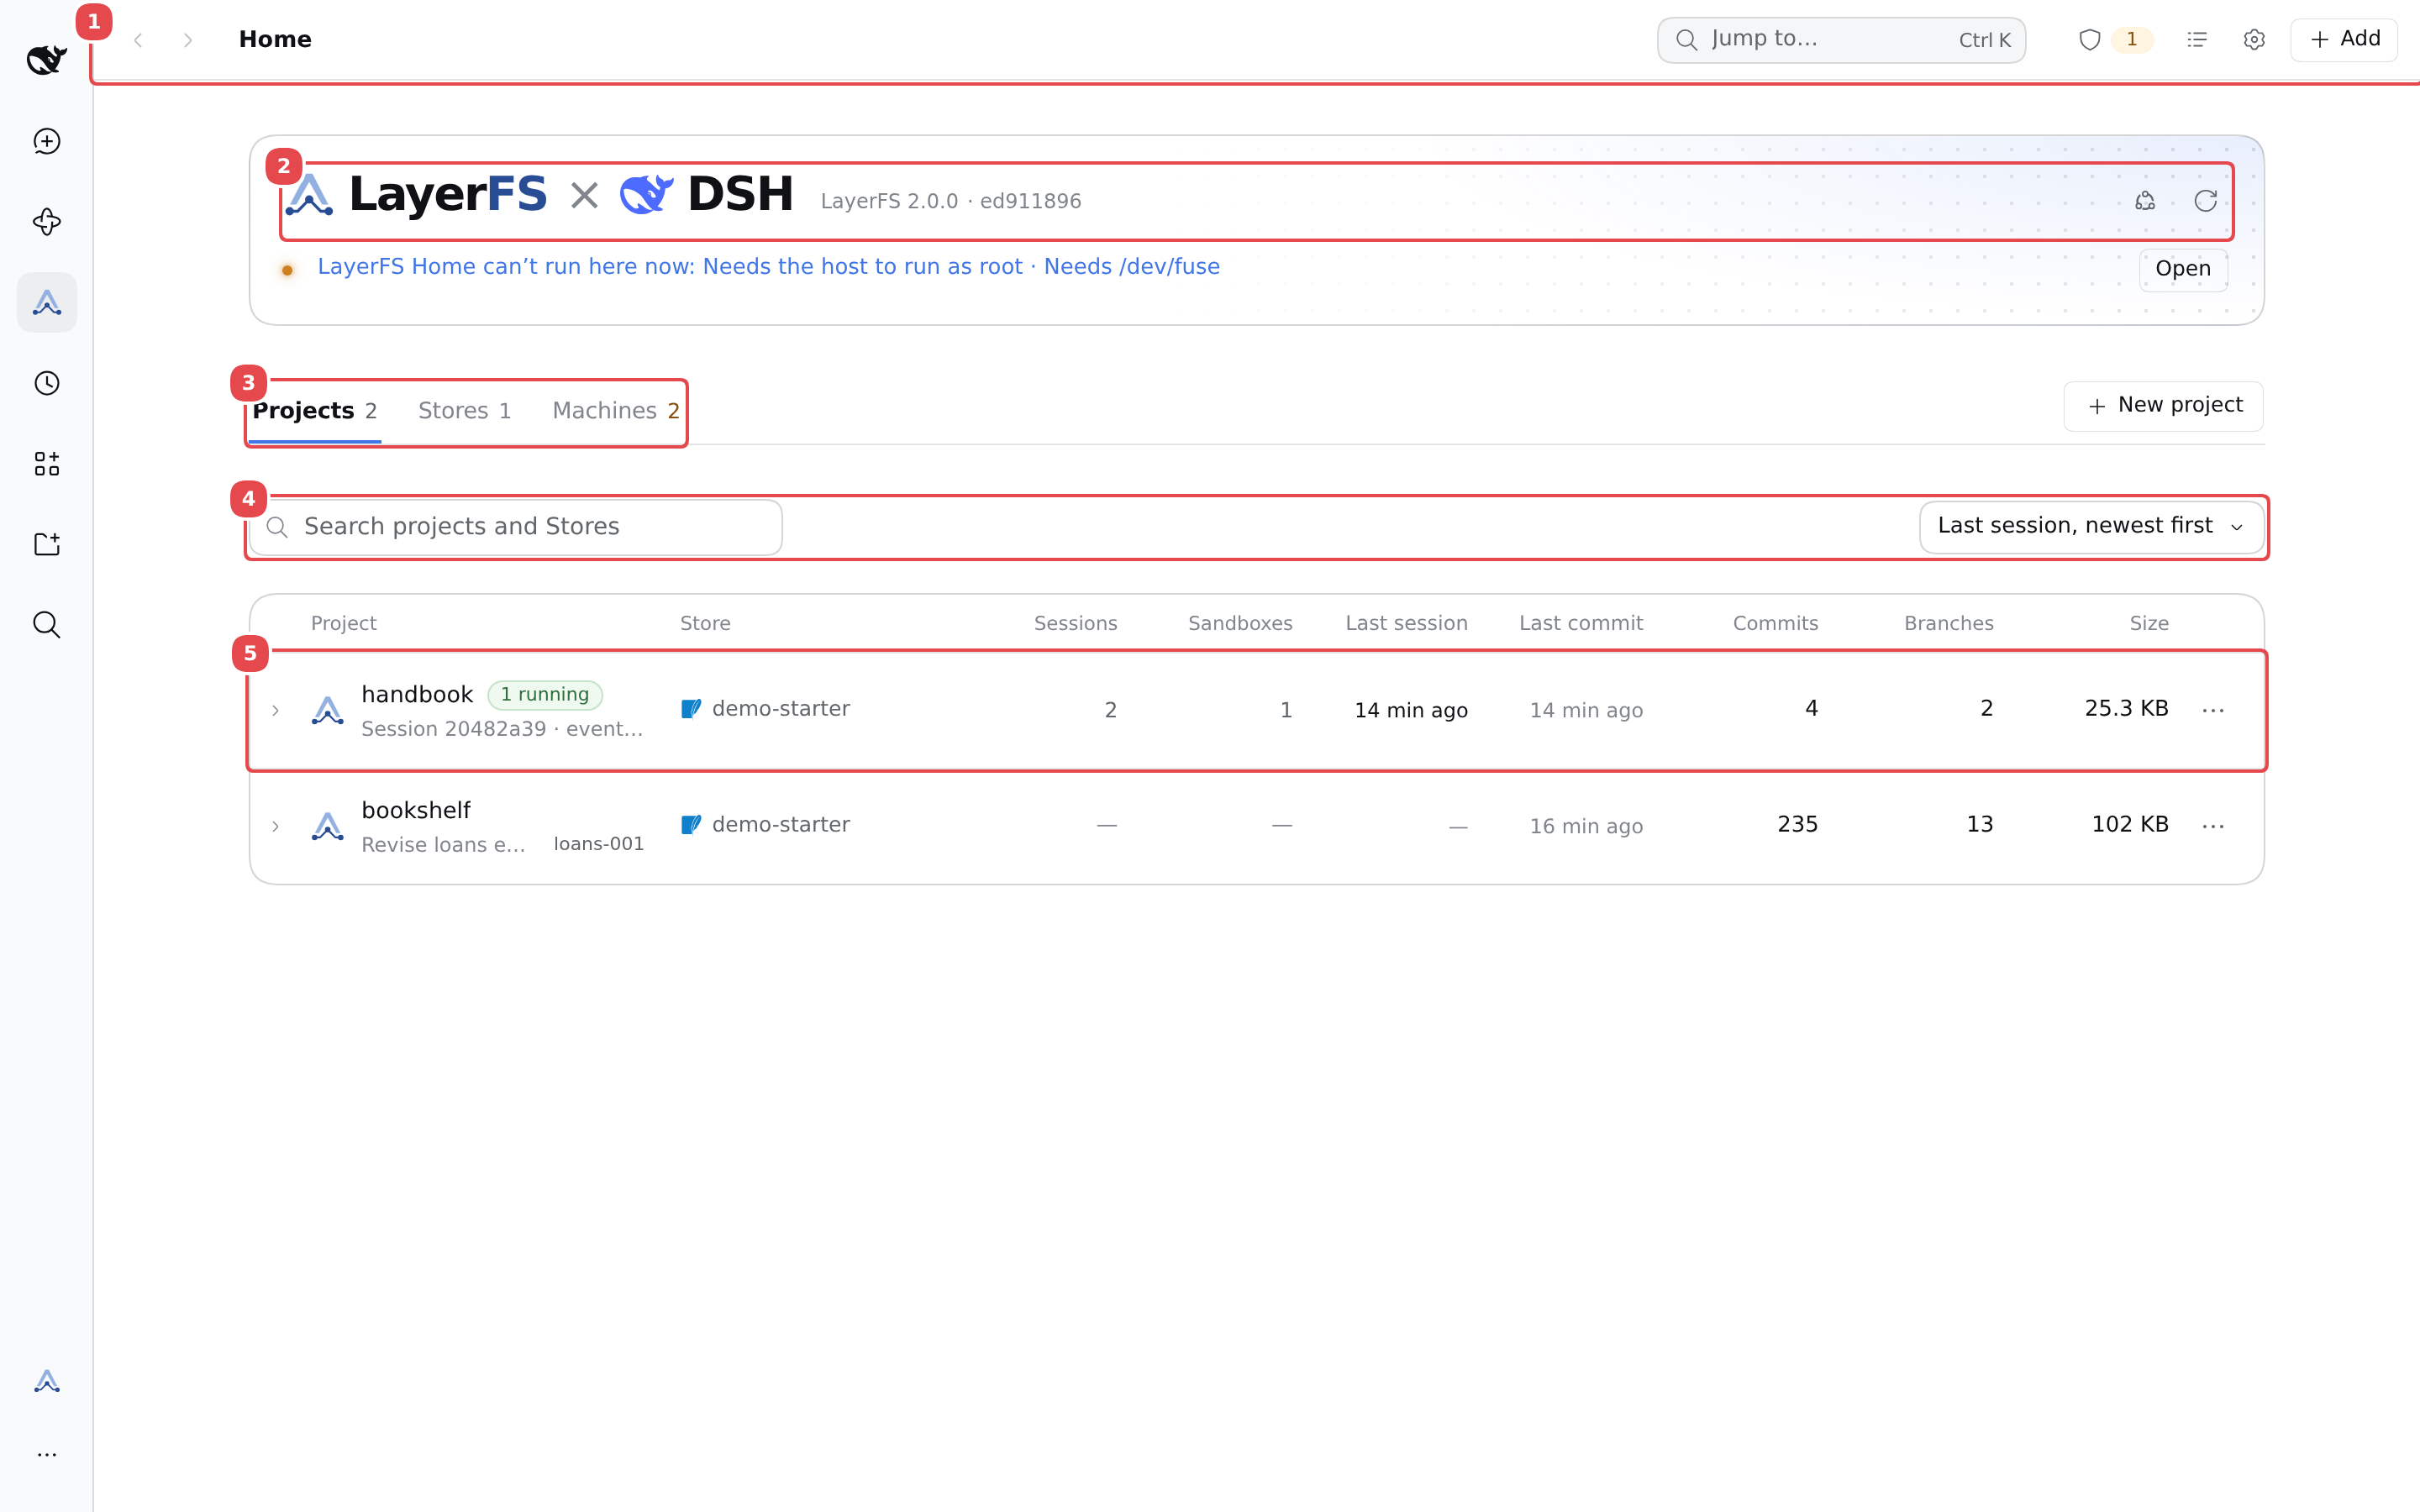 1
Home
Jump to...
Ctrl K
1
Add
2
LayerFS × DSH LayerFS 2.0.0 · ed911896
LayerFS Home can’t run here now: Needs the host to run as root · Needs /dev/fuse
Open
3
Projects 2 Stores 1 Machines 2
New project
4
Search projects and Stores
Last session, newest first
Project Store Sessions Sandboxes Last session Last commit Commits Branches Size
5
handbook 1 running
Session 20482a39 · event...
demo-starter 2 1 14 min ago 14 min ago 4 2 25.3 KB
bookshelf
Revise loans e... loans-001
demo-starter — — — 16 min ago 235 13 102 KB